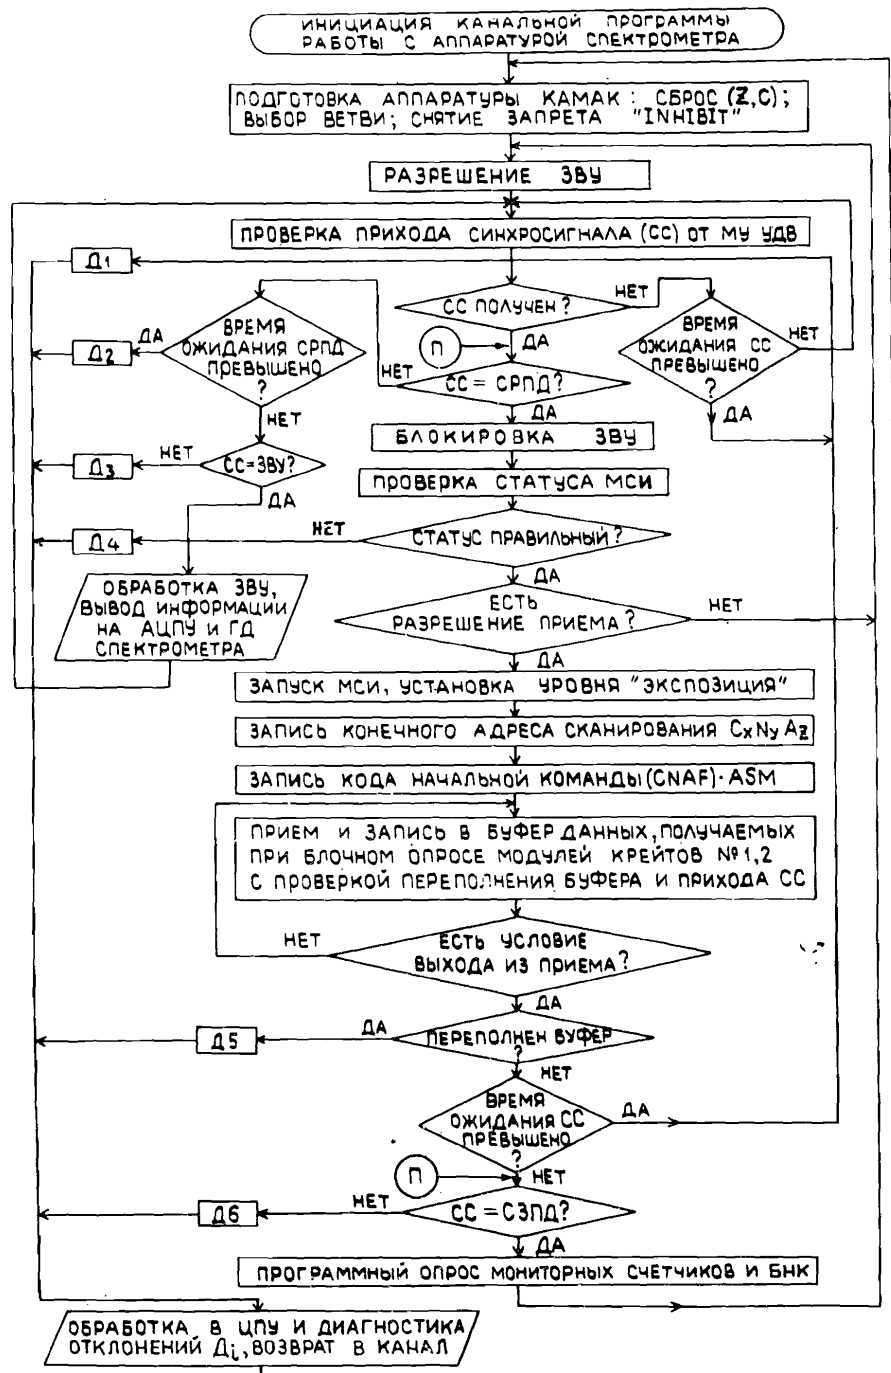 ИНИЦИАЦИЯ КАНАЛЬНОЙ ПРОГРАММЫ
РАБОТЫ С АППАРАТУРОЙ СПЕКТРОМЕТРА
ПОДГОТОВКА АППАРАТУРЫ КАМАК: СБРОС (Z,C);
ВЫБОР ВЕТВИ; СНЯТИЕ ЗАПРЕТА "INHIBIT"
РАЗРЕШЕНИЕ ЗВУ
ПРОВЕРКА ПРИХОДА СИНХРОСИГНАЛА (СС) ОТ МУ УДВ
Д1
СС ПОЛУЧЕН?
НЕТ
ДА
П
ВРЕМЯ
ОЖИДАНИЯ СРПД
ПРЕВЫШЕНО
?
ДА
Д2
НЕТ
ВРЕМЯ
ОЖИДАНИЯ СС
ПРЕВЫШЕНО
?
НЕТ
ДА
СС = СРПД?
НЕТ
ДА
БЛОКИРОВКА ЗВУ
СС=ЗВУ?
НЕТ
Д3
ДА
ПРОВЕРКА СТАТУСА МСИ
СТАТУС ПРАВИЛЬНЫЙ?
НЕТ
Д4
ДА
ОБРАБОТКА ЗВУ,
ВЫВОД ИНФОРМАЦИИ
НА АЦПУ И ГД
СПЕКТРОМЕТРА
ЕСТЬ
РАЗРЕШЕНИЕ ПРИЕМА?
НЕТ
ДА
ЗАПУСК МСИ, УСТАНОВКА УРОВНЯ "ЭКСПОЗИЦИЯ"
ЗАПИСЬ КОНЕЧНОГО АДРЕСА СКАНИРОВАНИЯ CxNyAz
ЗАПИСЬ КОДА НАЧАЛЬНОЙ КОМАНДЫ (CNAF)·ASM
ПРИЕМ И ЗАПИСЬ В БУФЕР ДАННЫХ, ПОЛУЧАЕМЫХ
ПРИ БЛОЧНОМ ОПРОСЕ МОДУЛЕЙ КРЕЙТОВ №1,2
С ПРОВЕРКОЙ ПЕРЕПОЛНЕНИЯ БУФЕРА И ПРИХОДА СС
НЕТ
ЕСТЬ УСЛОВИЕ
ВЫХОДА ИЗ ПРИЕМА?
ДА
ПЕРЕПОЛНЕН БУФЕР
?
ДА
Д5
НЕТ
ВРЕМЯ
ОЖИДАНИЯ СС
ПРЕВЫШЕНО
?
ДА
НЕТ
П
СС = СЗПД?
НЕТ
Д6
ДА
ПРОГРАММНЫЙ ОПРОС МОНИТОРНЫХ СЧЕТЧИКОВ И БНК
ОБРАБОТКА В ЦПУ И ДИАГНОСТИКА
ОТКЛОНЕНИЙ Дi, ВОЗВРАТ В КАНАЛ